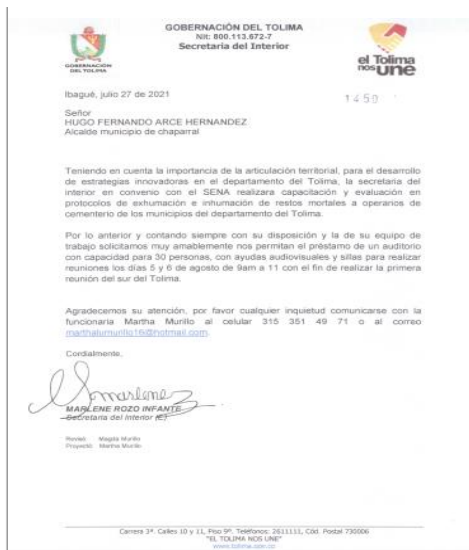 GOBERNACIÓN DEL TOLIMA
Nit: 800.113.672-7
Secretaria del Interior
GOBERNACIÓN
DEL TOLIMA
el Tolima
nos une
Ibagué, julio 27 de 2021
1450
Señor
HUGO FERNANDO ARCE HERNANDEZ
Alcalde municipio de chaparral
Teniendo en cuenta la importancia de la articulación territorial, para el desarrollo
de estrategias innovadoras en el departamento del Tolima, la secretaria del
interior en convenio con el SENA realizara capacitación y evaluación en
protocolos de exhumación e inhumación de restos mortales a operarios de
cementerio de los municipios del departamento del Tolima.
Por lo anterior y contando siempre con su disposición y la de su equipo de
trabajo solicitamos muy amablemente nos permitan el préstamo de un auditorio
con capacidad para 30 personas, con ayudas audiovisuales y sillas para realizar
reuniones los días 5 y 6 de agosto de 9am a 11 con el fin de realizar la primera
reunión del sur del Tolima.
Agradecemos su atención, por favor cualquier inquietud comunicarse con la
funcionaria Martha Murillo al celular 315 351 49 71 o al correo
marthalumurillo16@hotmail.com.
Cordialmente,
Marlene
MARLENE ROZO INFANTE
Secretaria del Interior (E)
Revisó: Magda Murillo
Proyectó: Martha Murillo
Carrera 3ª. Calles 10 y 11, Piso 9º. Teléfonos: 2611111, Cód. Postal 730006
"EL TOLIMA NOS UNE"
www.tolima.gov.co